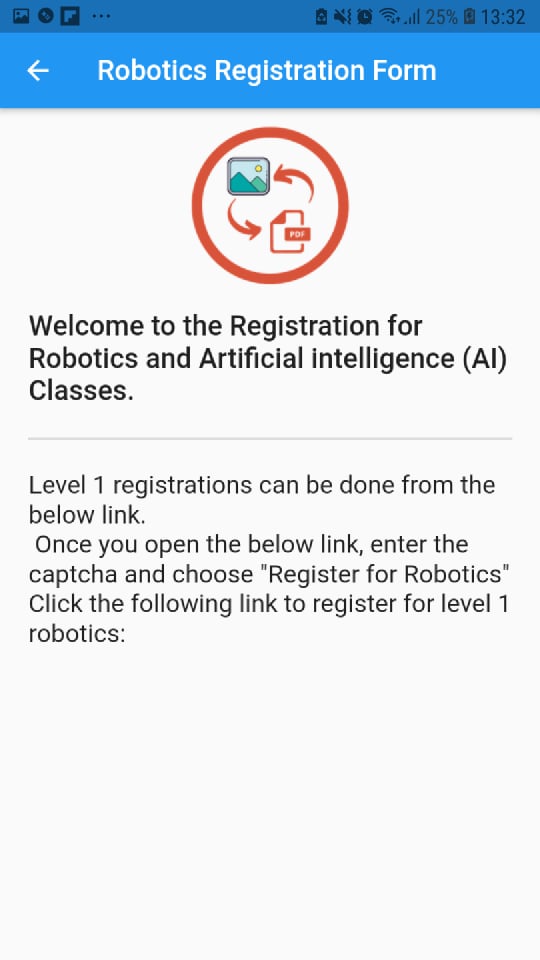 25% 13:32
Robotics Registration Form
PDF
Welcome to the Registration for
Robotics and Artificial intelligence (AI)
Classes.
Level 1 registrations can be done from the
below link.
Once you open the below link, enter the
captcha and choose "Register for Robotics"
Click the following link to register for level 1
robotics: